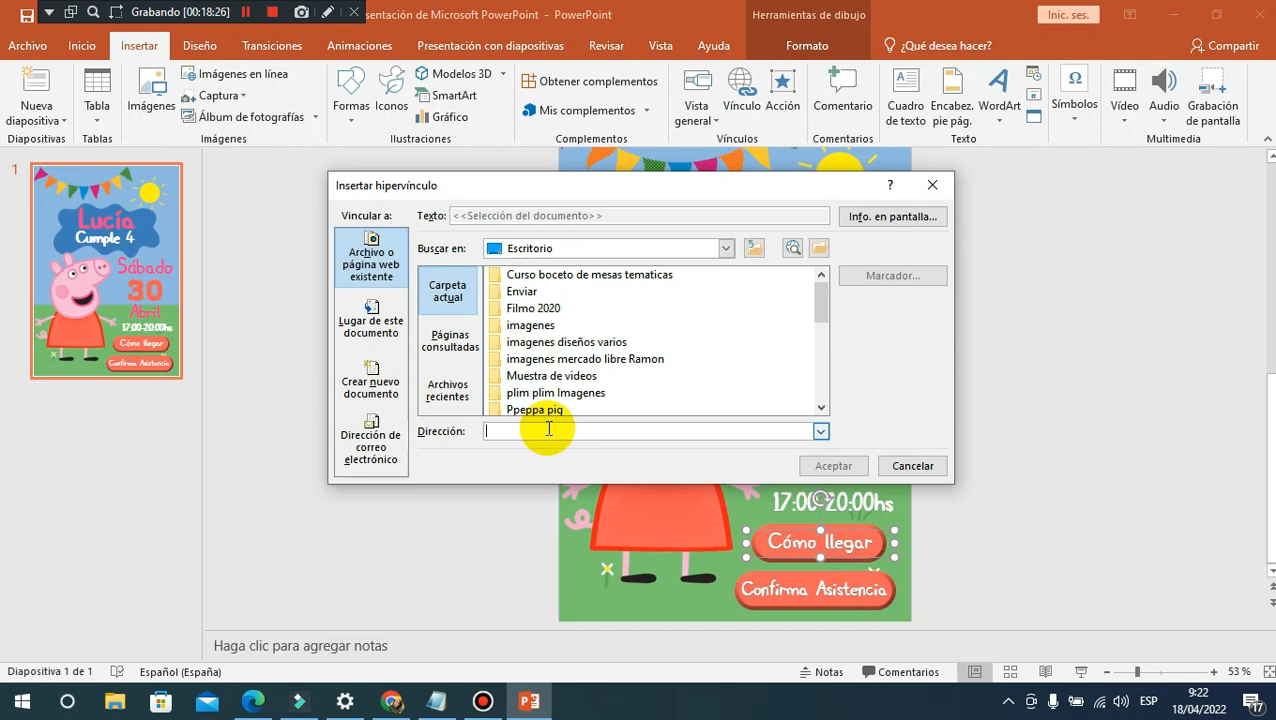 Grabando [00:18:26]
presentación de Microsoft PowerPoint - PowerPoint
Herramientas de dibujo
Inic. ses.
Archivo
Inicio
Insertar
Diseño
Transiciones
Animaciones
Presentación con diapositivas
Revisar
Vista
Ayuda
Formato
¿Qué desea hacer?
Compartir
Nueva
diapositiva
Tabla
Imágenes
Imágenes en línea
Captura
Álbum de fotografías
Formas
Iconos
Modelos 3D
SmartArt
Gráfico
Obtener complementos
Mis complementos
Vista
general
Vínculo
Acción
Comentario
Cuadro
de texto
Encabez.
pie pág.
WordArt
Símbolos
Vídeo
Audio
Grabación
de pantalla
Diapositivas
Tablas
Imágenes
Ilustraciones
Complementos
Vínculos
Comentarios
Texto
Multimedia
1
Lucía
Cumple 4
Sábado
30
Abril
17:00-20:00hs
Cómo llegar
Confirma Asistencia
Insertar hipervínculo
?
Vincular a:
Texto:
<<Selección del documento>>
Info. en pantalla...
Archivo o
página web
existente
Buscar en:
Escritorio
Marcador...
Carpeta
actual
Páginas
consultadas
Archivos
recientes
Curso boceto de mesas tematicas
Enviar
Filmo 2020
imagenes
imagenes diseños varios
imagenes mercado libre Ramon
Muestra de videos
plim plim Imagenes
Ppeppa pig
Lugar de este
documento
Crear nuevo
documento
Dirección de
correo
electrónico
Dirección:
Aceptar
Cancelar
17:00-20:00hs
Cómo llegar
Confirma Asistencia
Haga clic para agregar notas
Diapositiva 1 de 1
Español (España)
Notas
Comentarios
53 %
ESP
9:22
18/04/2022
17